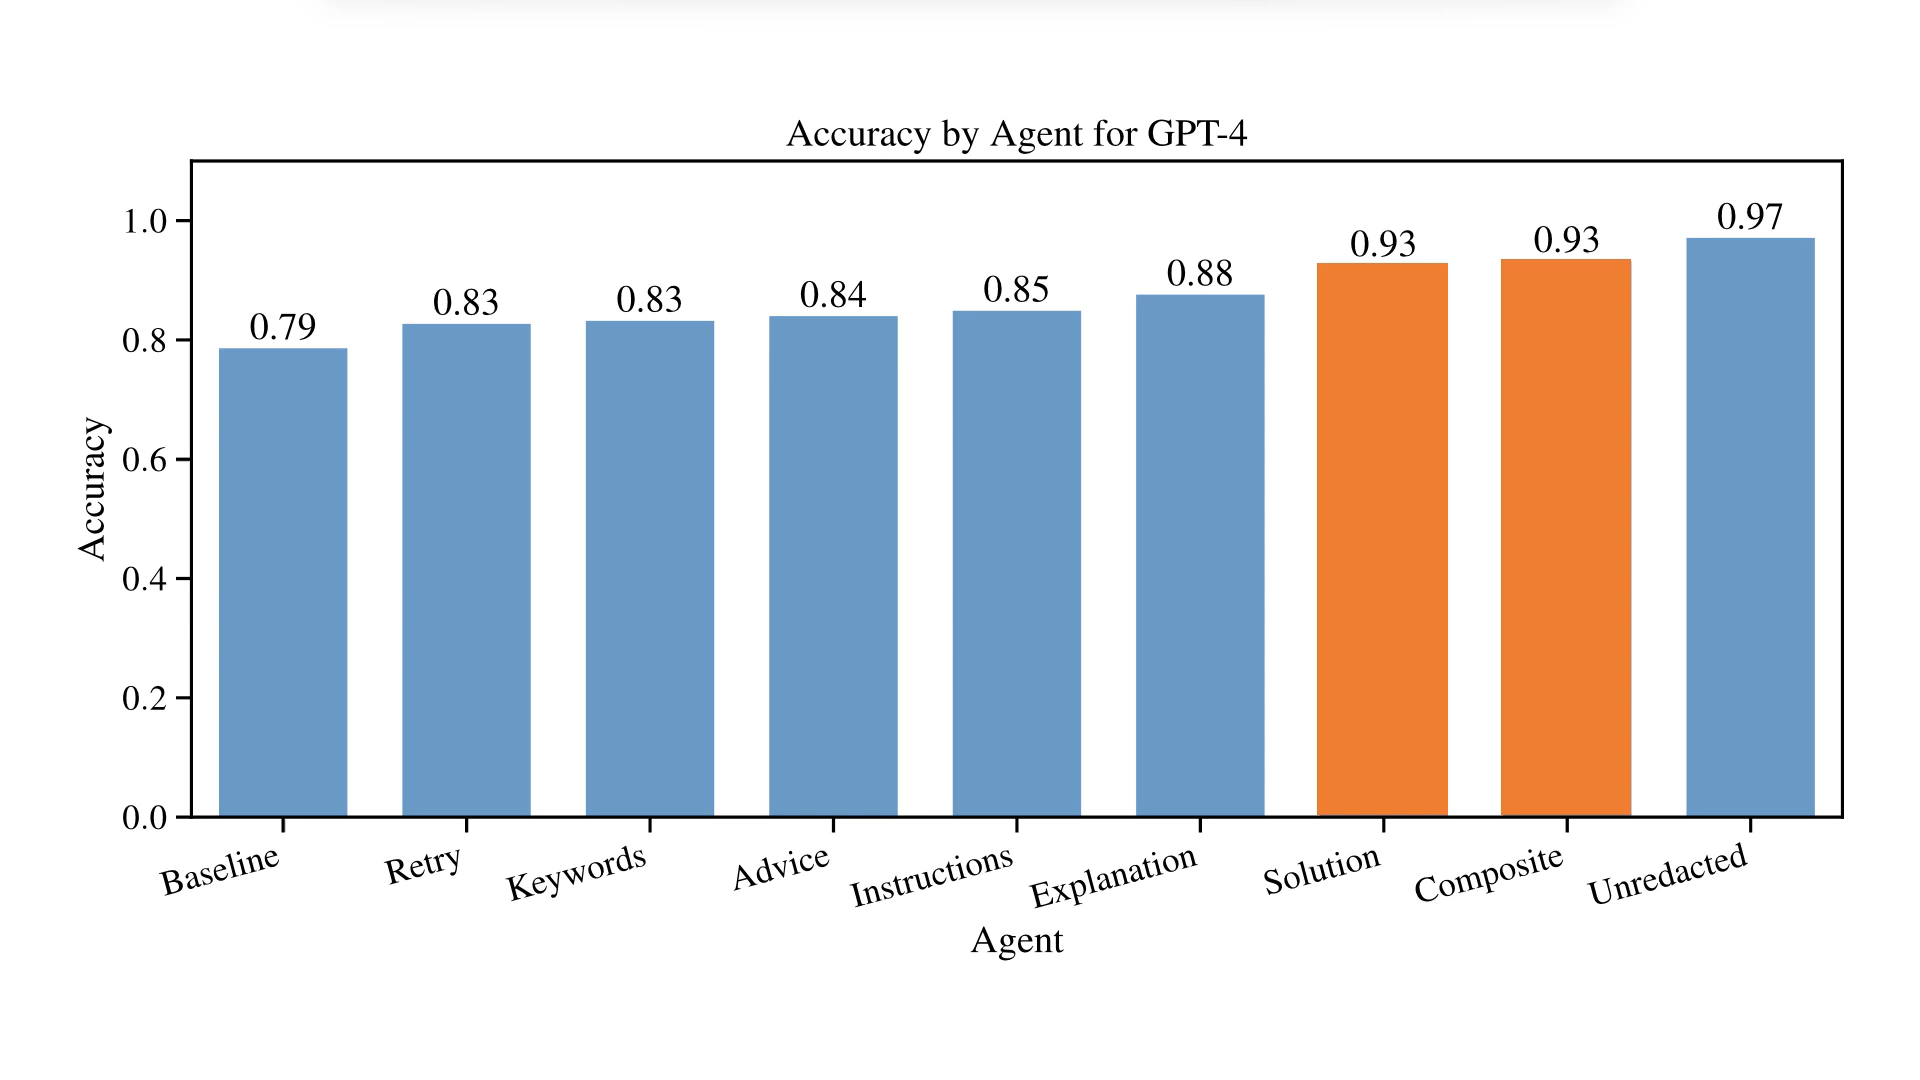 Accuracy by Agent for GPT-4
Accuracy
1.0
0.8
0.6
0.4
0.2
0.0
0.79
0.83
0.83
0.84
0.85
0.88
0.93
0.93
0.97
Baseline
Retry
Keywords
Advice
Instructions
Explanation
Solution
Composite
Unredacted
Agent